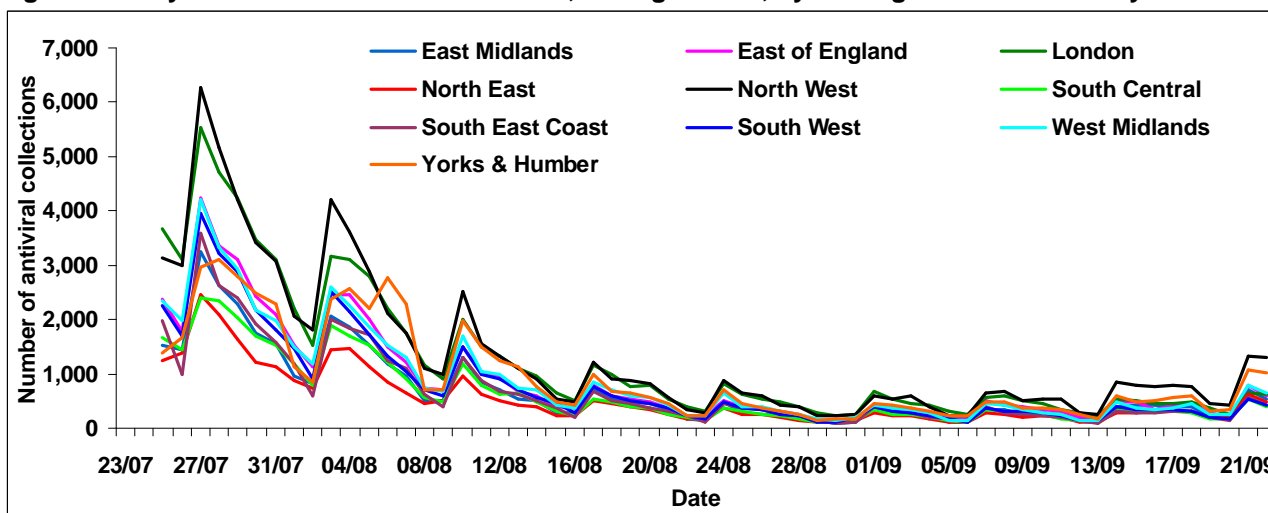 7,000
6,000
5,000
4,000
3,000
2,000
1,000
0
Number of antiviral collections
East Midlands East of England London
North East North West South Central
South East Coast South West West Midlands
Yorks & Humber
23/07 27/07 31/07 04/08 08/08 12/08 16/08 20/08 24/08 28/08 01/09 05/09 09/09 13/09 17/09 21/09
Date